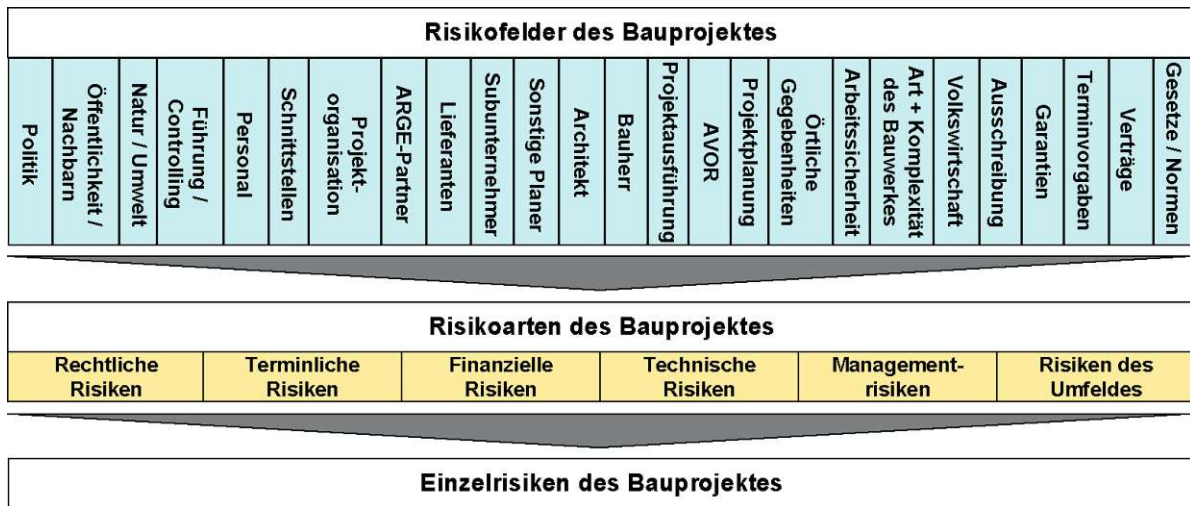 Risikofelder des Bauprojektes
Politik
Öffentlichkeit /
Nachbarn
Natur / Umwelt
Führung /
Controlling
Personal
Schnittstellen
Projekt-
organisation
ARGE-Partner
Lieferanten
Subunternehmer
Sonstige Planer
Architekt
Bauherr
Projektausführung
AVOR
Projektplanung
Örtliche
Gegebenheiten
Arbeitssicherheit
Art + Komplexität
des Bauwerkes
Volkswirtschaft
Ausschreibung
Garantien
Terminvorgaben
Verträge
Gesetze / Normen
Risikoarten des Bauprojektes
Rechtliche
Risiken
Terminliche
Risiken
Finanzielle
Risiken
Technische
Risiken
Management-
risiken
Risiken des
Umfeldes
Einzelrisiken des Bauprojektes